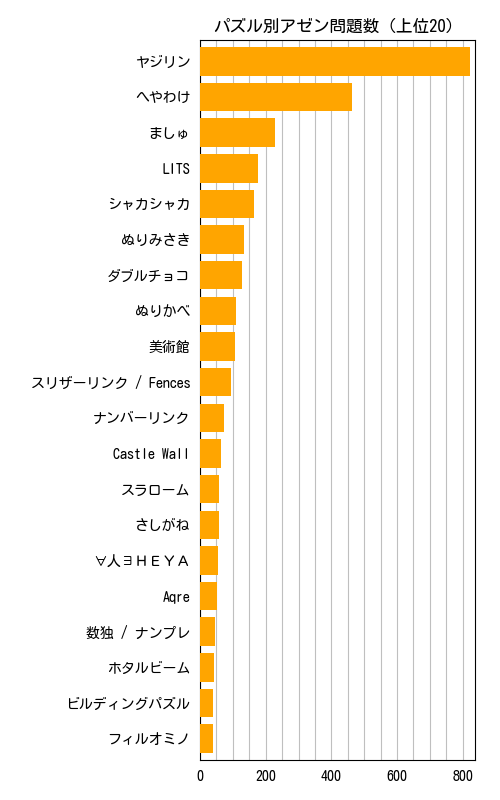 パズル別アゼン問題数（上位20）
ヤジリン
へやわけ
ましゅ
LITS
シャカシャカ
ぬりみさき
ダブルチョコ
ぬりかべ
美術館
スリザーリンク / Fences
ナンバーリンク
Castle Wall
スラローム
さしがね
∀人∃ＨＥＹＡ
Aqre
数独 / ナンプレ
ホタルビーム
ビルディングパズル
フィルオミノ
0 200 400 600 800